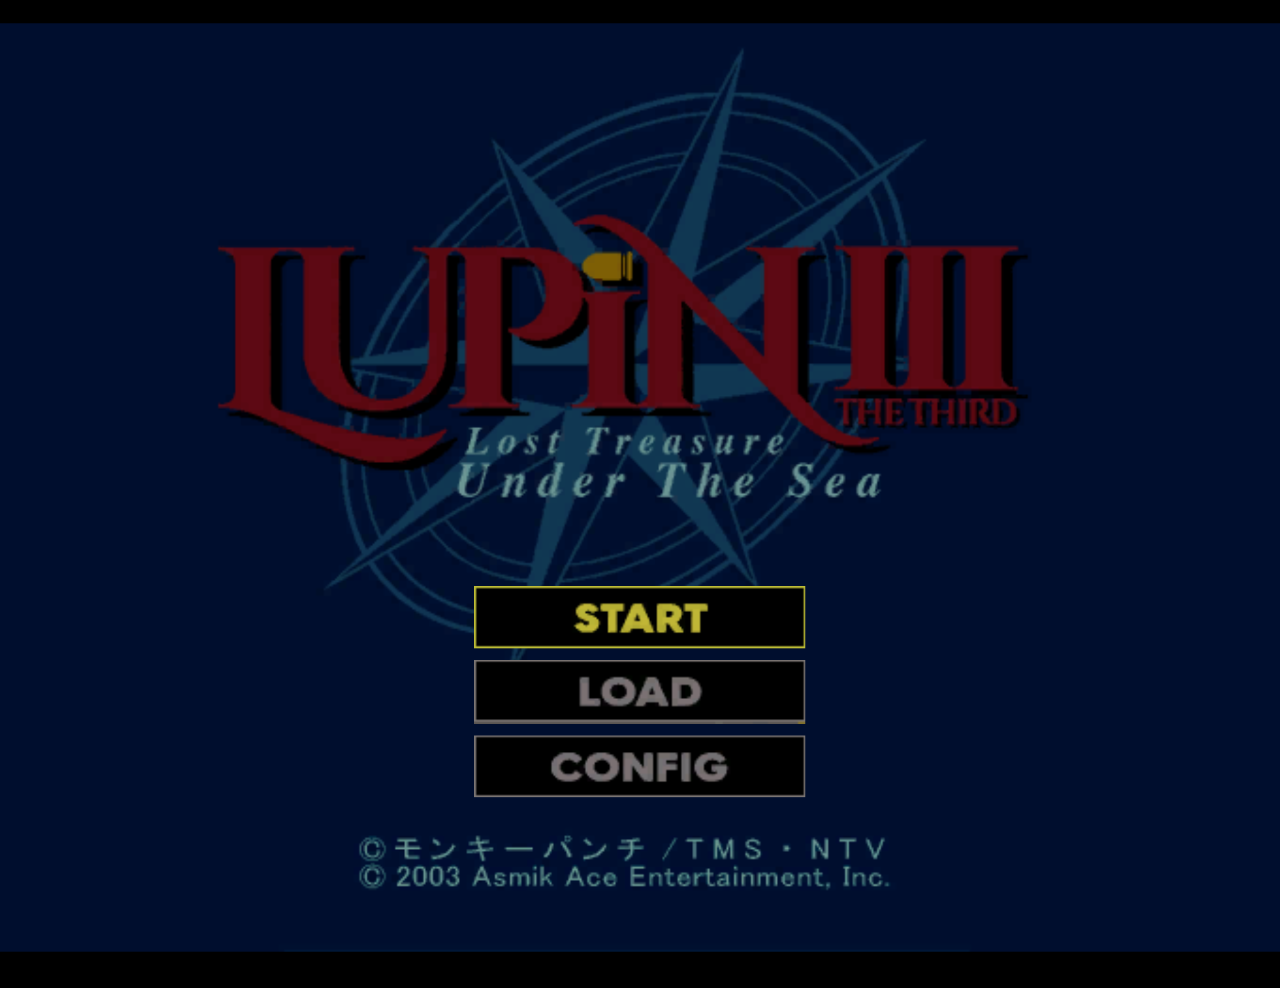 LUPiN III
THE THIRD
Lost Treasure
Under The Sea
START
LOAD
CONFIG
©モンキーパンチ/TMS・NTV
© 2003 Asmik Ace Entertainment, Inc.